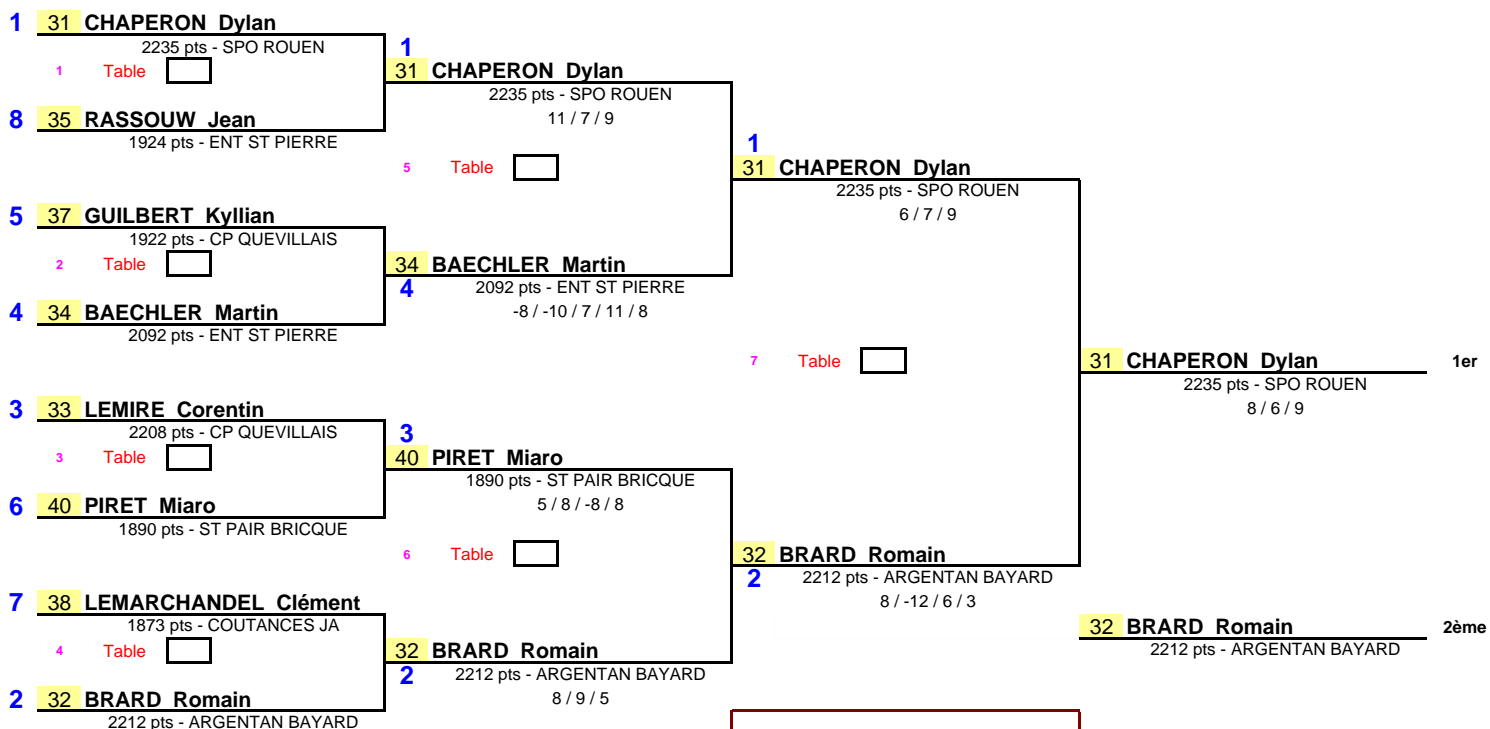 1 31 CHAPERON Dylan
2235 pts - SPO ROUEN
1 Table
8 35 RASSOUW Jean
1924 pts - ENT ST PIERRE
5 37 GUILBERT Kyllian
1922 pts - CP QUEVILLAIS
2 Table
4 34 BAECHLER Martin
2092 pts - ENT ST PIERRE
3 33 LEMIRE Corentin
2208 pts - CP QUEVILLAIS
3 Table
6 40 PIRET Miaro
1890 pts - ST PAIR BRICQUE
7 38 LEMARCHANDEL Clément
1873 pts - COUTANCES JA
4 Table
2 32 BRARD Romain
2212 pts - ARGENTAN BAYARD
1
31 CHAPERON Dylan
2235 pts - SPO ROUEN
11 / 7 / 9
5 Table
34 BAECHLER Martin
4
2092 pts - ENT ST PIERRE
-8 / -10 / 7 / 11 / 8
3
40 PIRET Miaro
1890 pts - ST PAIR BRICQUE
5 / 8 / -8 / 8
6 Table
32 BRARD Romain
2
2212 pts - ARGENTAN BAYARD
8 / 9 / 5
1
31 CHAPERON Dylan
2235 pts - SPO ROUEN
6 / 7 / 9
7 Table
32 BRARD Romain
2
2212 pts - ARGENTAN BAYARD
8 / -12 / 6 / 3
31 CHAPERON Dylan 1er
2235 pts - SPO ROUEN
8 / 6 / 9
32 BRARD Romain 2ème
2212 pts - ARGENTAN BAYARD